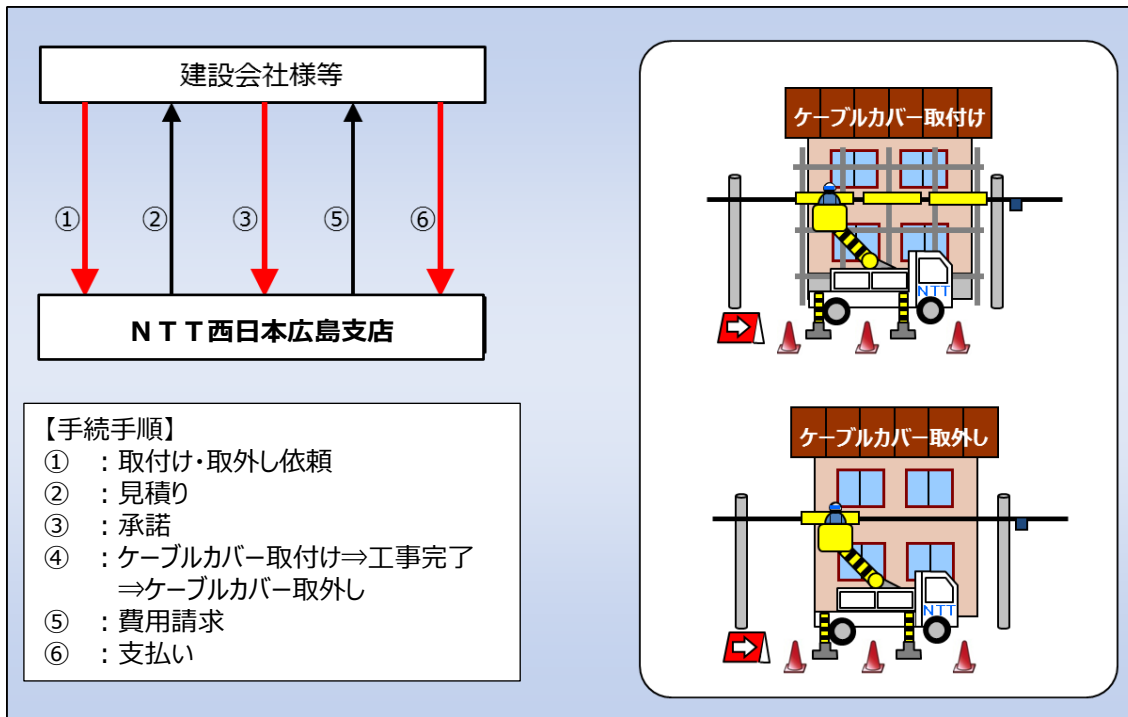 建設会社様等
①
②
③
⑤
⑥
NTT西日本広島支店
【手続手順】
① ：取付け・取外し依頼
② ：見積り
③ ：承諾
④ ：ケーブルカバー取付け⇒工事完了
⇒ケーブルカバー取外し
⑤ ：費用請求
⑥ ：支払い
ケーブルカバー取付け
NTT
ケーブルカバー取外し
NTT